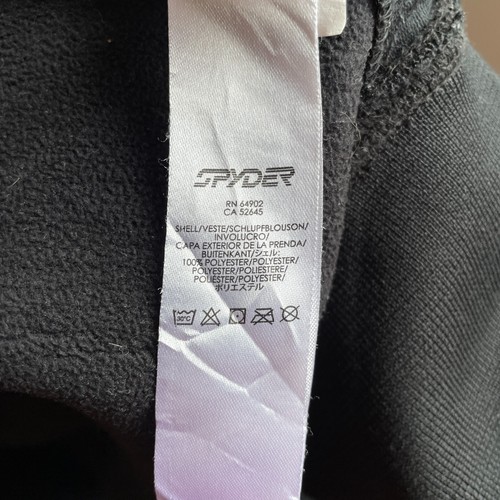 SPYDER
RN 64902
CA 52645
SHELL/VESTE/SCHLUPFBLOUSON/
INVOLUCRO/
CAPA EXTERIOR DE LA PRENDA/
BUITENKANT/シェル:
100% POLYESTER/POLYESTER/
POLYESTER/POLIESTERE/
POLIÉSTER/POLYESTER/
ポリエステル
30°C